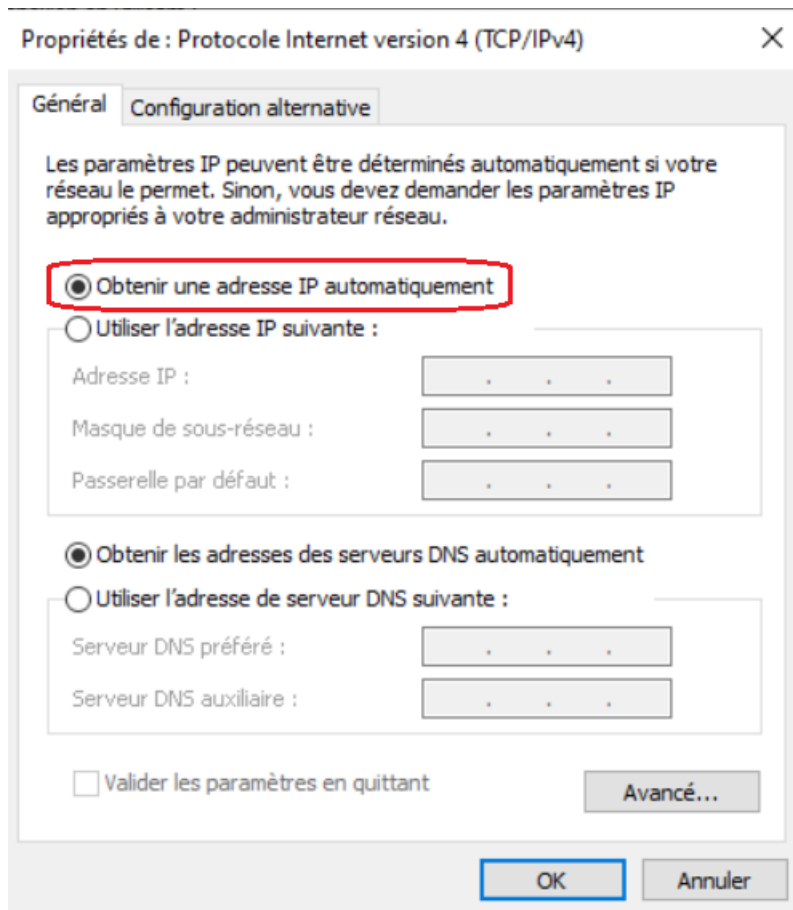 Propriétés de : Protocole Internet version 4 (TCP/IPv4)
Général
Configuration alternative
Les paramètres IP peuvent être déterminés automatiquement si votre
réseau le permet. Sinon, vous devez demander les paramètres IP
appropriés à votre administrateur réseau.
Obtenir une adresse IP automatiquement
Utiliser l'adresse IP suivante :
Adresse IP :
Masque de sous-réseau :
Passerelle par défaut :
Obtenir les adresses des serveurs DNS automatiquement
Utiliser l'adresse de serveur DNS suivante :
Serveur DNS préféré :
Serveur DNS auxiliaire :
Valider les paramètres en quittant
Avancé...
OK
Annuler